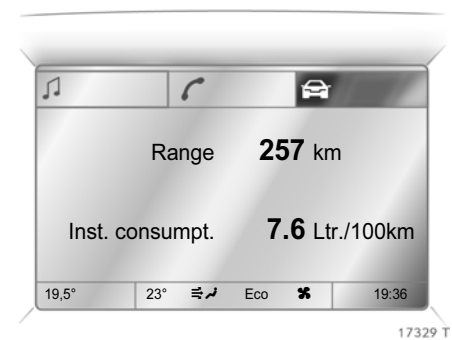 Range 257 km
Inst. consumpt. 7.6 Ltr./100km
19,5° 23° Eco 19:36
17329 T